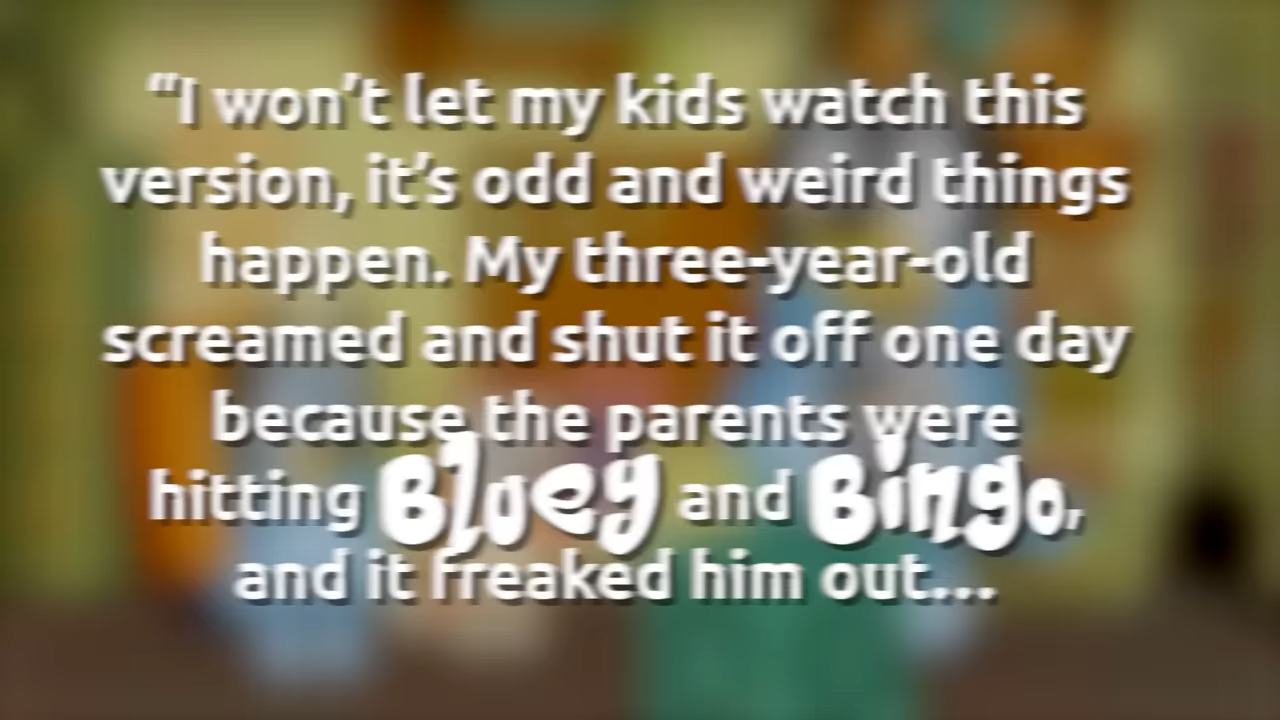 “I won’t let my kids watch this
version, it’s odd and weird things
happen. My three-year-old
screamed and shut it off one day
because the parents were
hitting Bluey and Bingo,
and it freaked him out...